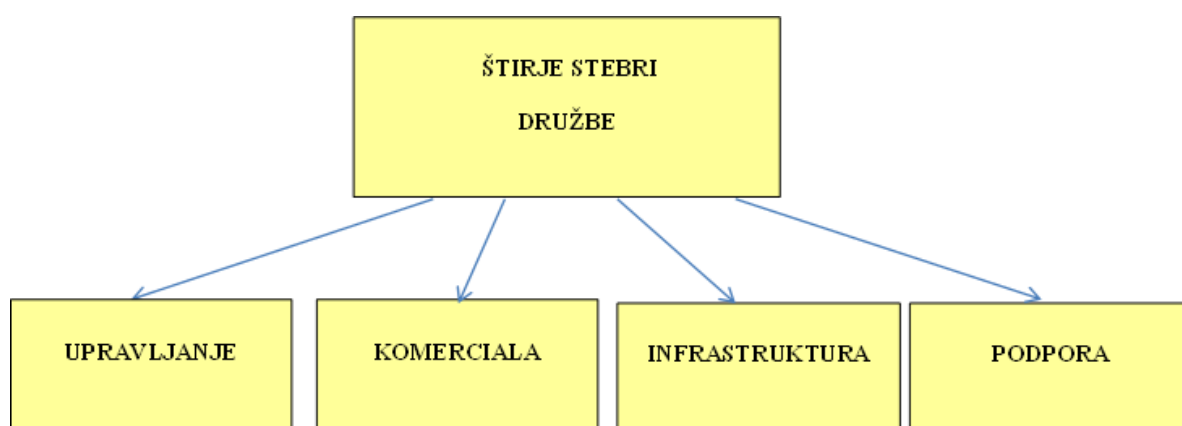 ŠTIRJE STEBRI
DRUŽBE
UPRAVLJANJE
KOMERCIALA
INFRASTRUKTURA
PODPORA